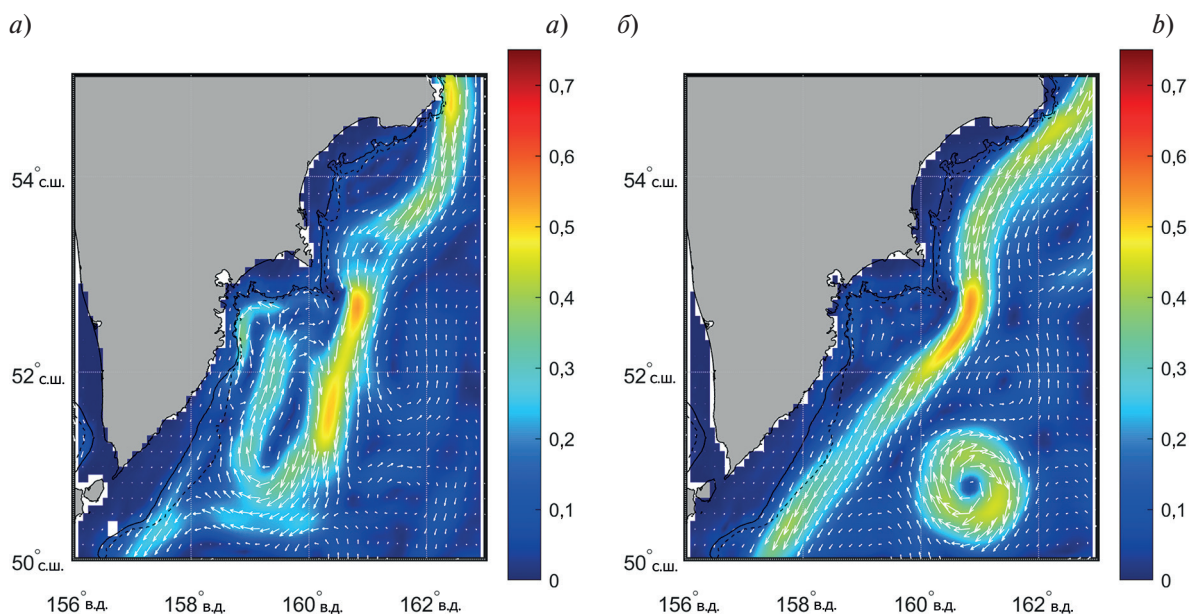 а) а) б) b)
0,7 0,7
0,6 0,6
54° с.ш. 54° с.ш.
0,5 0,5
0,4 0,4
52° с.ш. 52° с.ш.
0,3 0,3
0,2 0,2
0,1 0,1
50° с.ш. 0 50° с.ш. 0
156 в.д. 158 в.д. 160 в.д. 162 в.д. 156 в.д. 158 в.д. 160 в.д. 162 в.д.